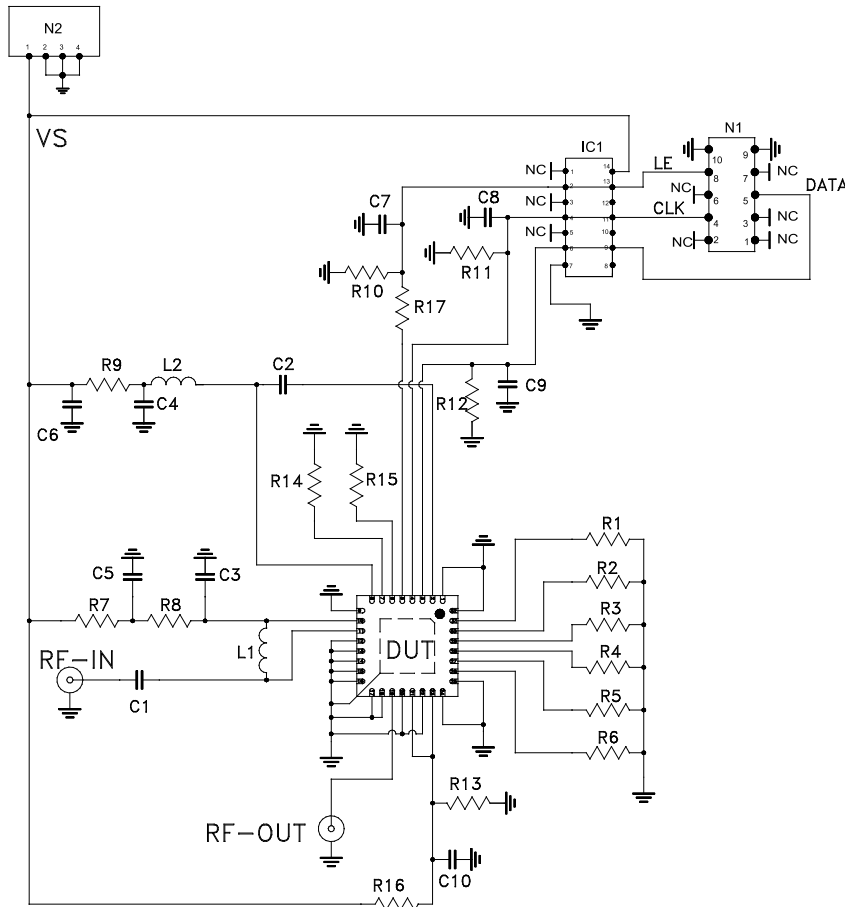 N2
1 2 3 4
VS
N1
IC1
10 9
NC 1 14
LE
8 7 NC
DATA
2 13
NC 6 5
C7 C8
NC 3 12
CLK
4 3 NC
4 11
NC 5 10
NC 2 1 NC
6 9
R11
7 8
R10
R17
R9 L2 C2
C4
R12 C9
C6
R14 R15
R1
C5 C3
R2
R7 R8
R3
DUT
RF-IN
L1
R4
C1
R5
R6
R13
RF-OUT
C10
R16